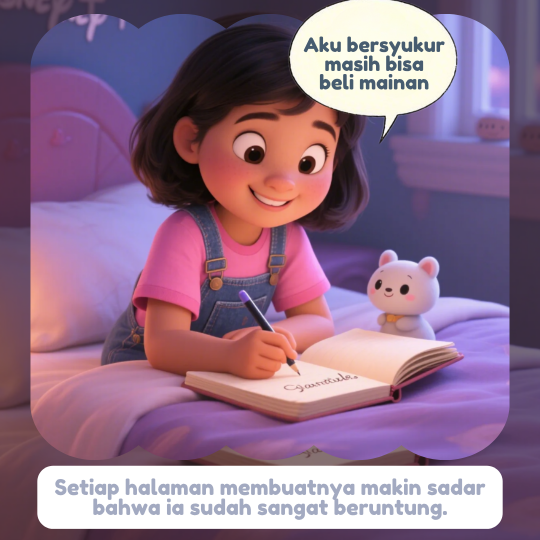 Aku bersyukur
masih bisa
beli mainan
Setiap halaman membuatnya makin sadar
bahwa ia sudah sangat beruntung.